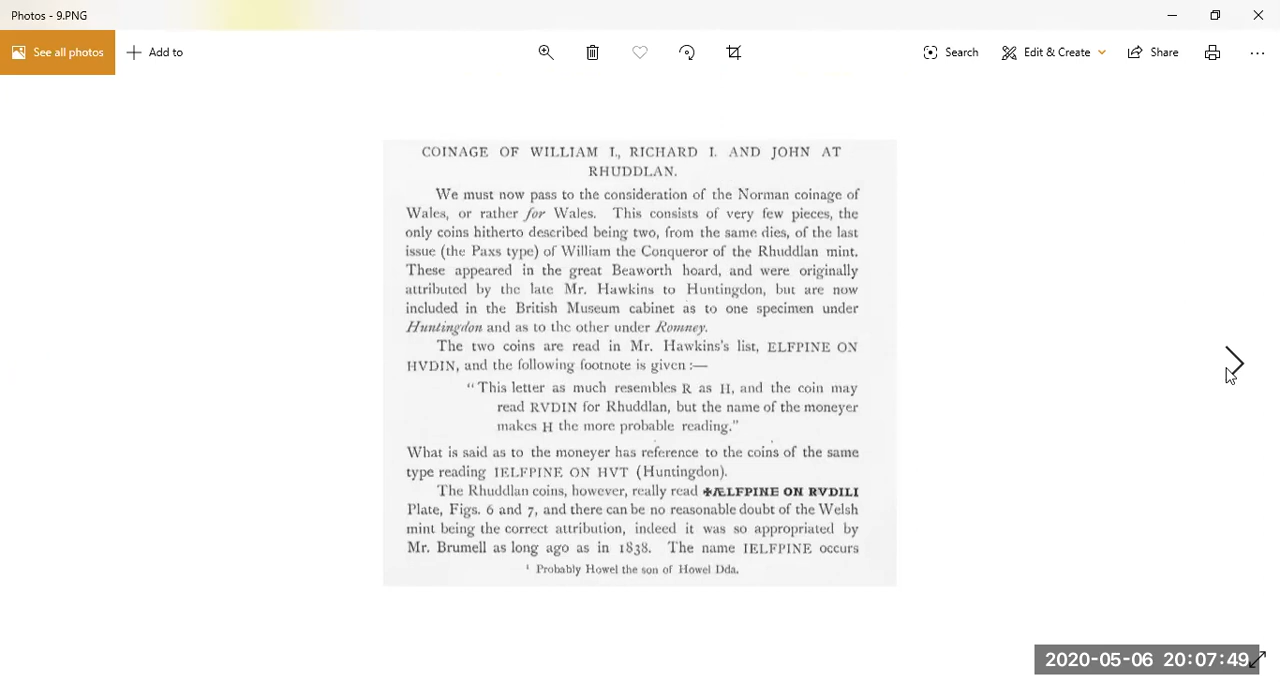 Photos - 9.PNG
See all photos
Add to
Search
Edit & Create
Share
COINAGE OF WILLIAM I., RICHARD I. AND JOHN AT
RHUDDLAN.
We must now pass to the consideration of the Norman coinage of
Wales, or rather for Wales. This consists of very few pieces, the
only coins hitherto described being two, from the same dies, of the last
issue (the Paxs type) of William the Conqueror of the Rhuddlan mint.
These appeared in the great Beaworth hoard, and were originally
attributed by the late Mr. Hawkins to Huntingdon, but are now
included in the British Museum cabinet as to one specimen under
Huntingdon and as to the other under Romney.
The two coins are read in Mr. Hawkins's list, ELFPINE ON
HVDIN, and the following footnote is given :—
"This letter as much resembles R as H, and the coin may
read RVDIN for Rhuddlan, but the name of the moneyer
makes H the more probable reading."
What is said as to the moneyer has reference to the coins of the same
type reading IELFPINE ON HVT (Huntingdon).
The Rhuddlan coins, however, really read ✠ÆLFPINE ON RVDILI
Plate, Figs. 6 and 7, and there can be no reasonable doubt of the Welsh
mint being the correct attribution, indeed it was so appropriated by
Mr. Brumell as long ago as in 1838. The name IELFPINE occurs
¹ Probably Howel the son of Howel Dda.
2020-05-06 20:07:49